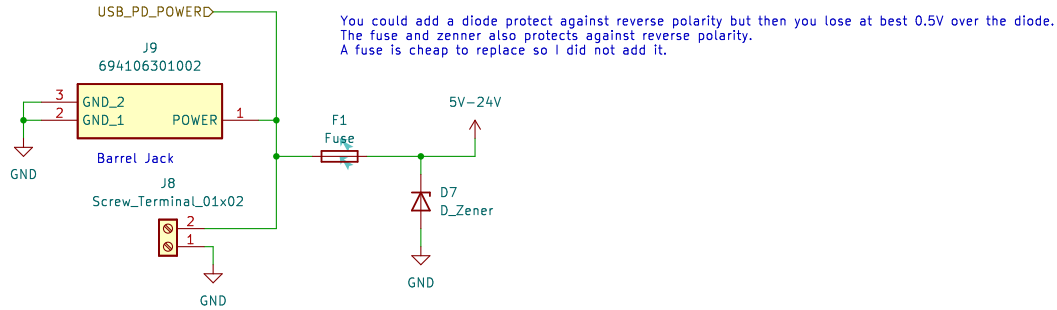 USB_PD_POWER
You could add a diode protect against reverse polarity but then you lose at best 0.5V over the diode.
The fuse and zenner also protects against reverse polarity.
A fuse is cheap to replace so I did not add it.
J9
694106301002
3 GND_2
2 GND_1 POWER 1
5V-24V
F1
Fuse
Barrel Jack
GND
J8
Screw_Terminal_01x02
D7
D_Zener
2
1
GND
GND